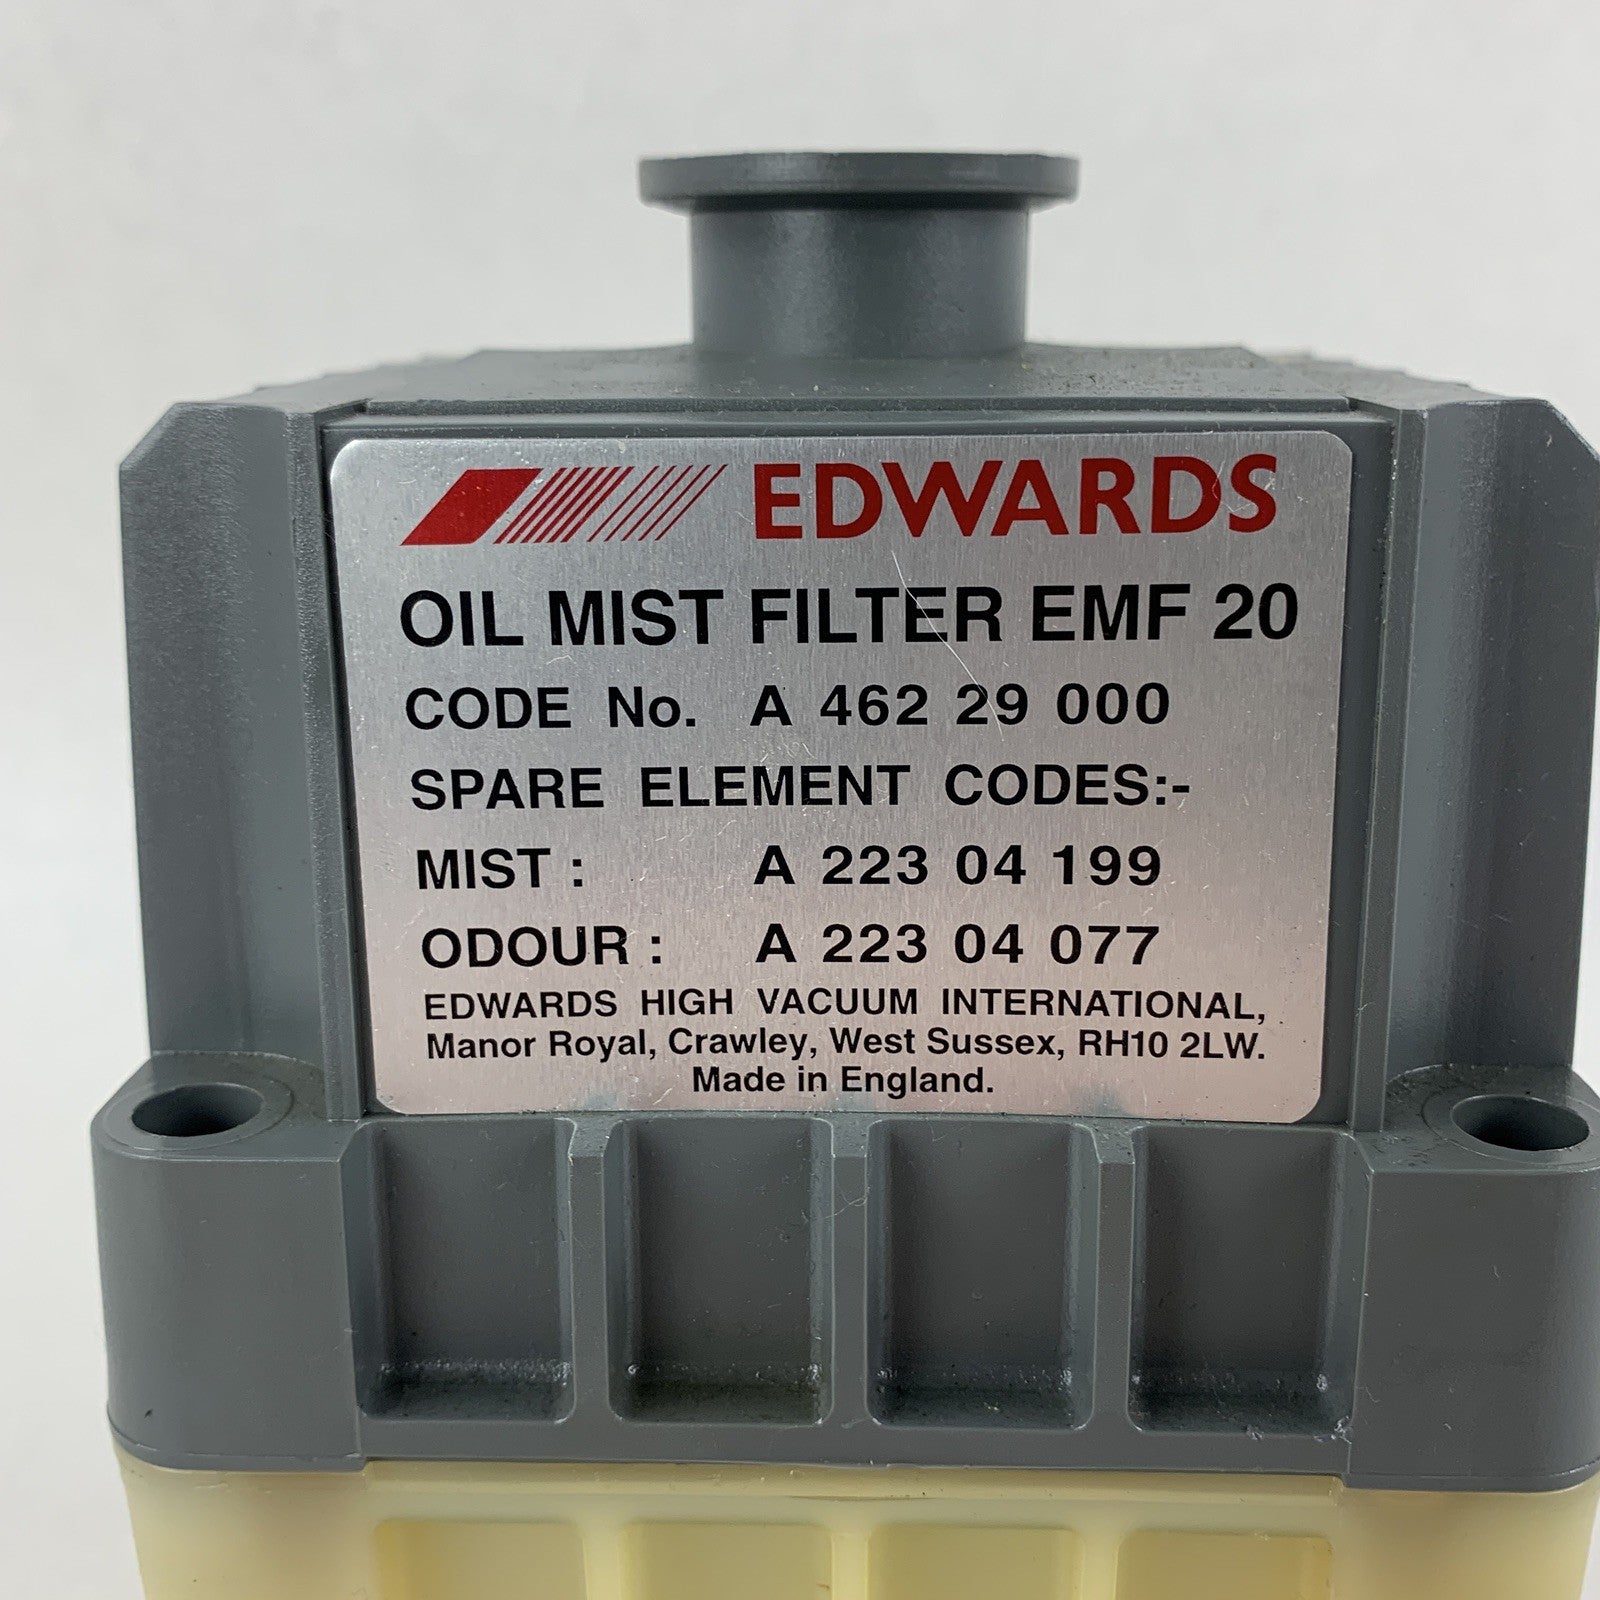 EDWARDS
OIL MIST FILTER EMF 20
CODE No. A 462 29 000
SPARE ELEMENT CODES:-
MIST : A 223 04 199
ODOUR : A 223 04 077
EDWARDS HIGH VACUUM INTERNATIONAL,
Manor Royal, Crawley, West Sussex, RH10 2LW.
Made in England.